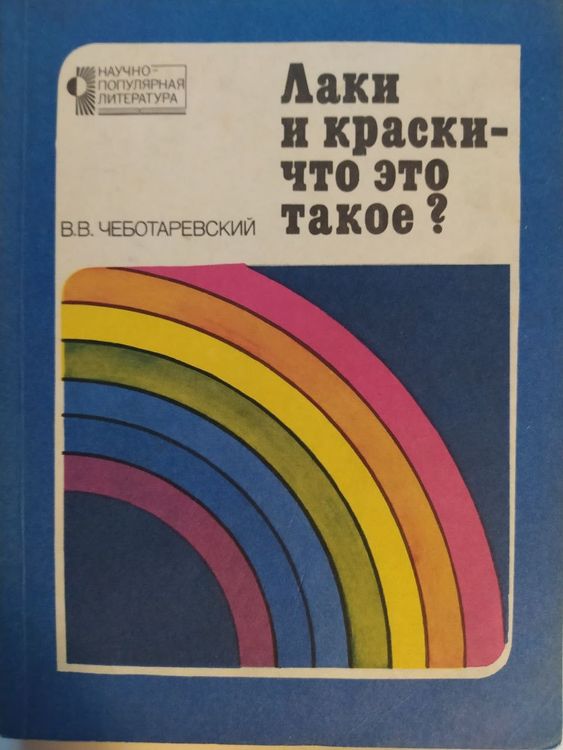 НАУЧНО-
ПОПУЛЯРНАЯ
ЛИТЕРАТУРА
Лаки
и краски-
что это
такое?
В.В. ЧЕБОТАРЕВСКИЙ